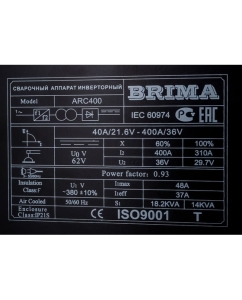 СВАРОЧНЫЙ АППАРАТ ИНВЕРТОРНЫЙ
BRIMA
Model ARC400
IEC 60974 EAC
40A/21.6V - 400A/36V
X 60% 100%
U0 V 62V
I2 400A 310A
U2 36V 29.7V
Power factor: 0.93
Insulation Class:F
U1 V ~380 ±10%
I1max 48A
I1eff 37A
Air Cooled 50/60 Hz
S1 18.2KVA 14KVA
Enclosure Class:IP21S
CE ISO9001 T